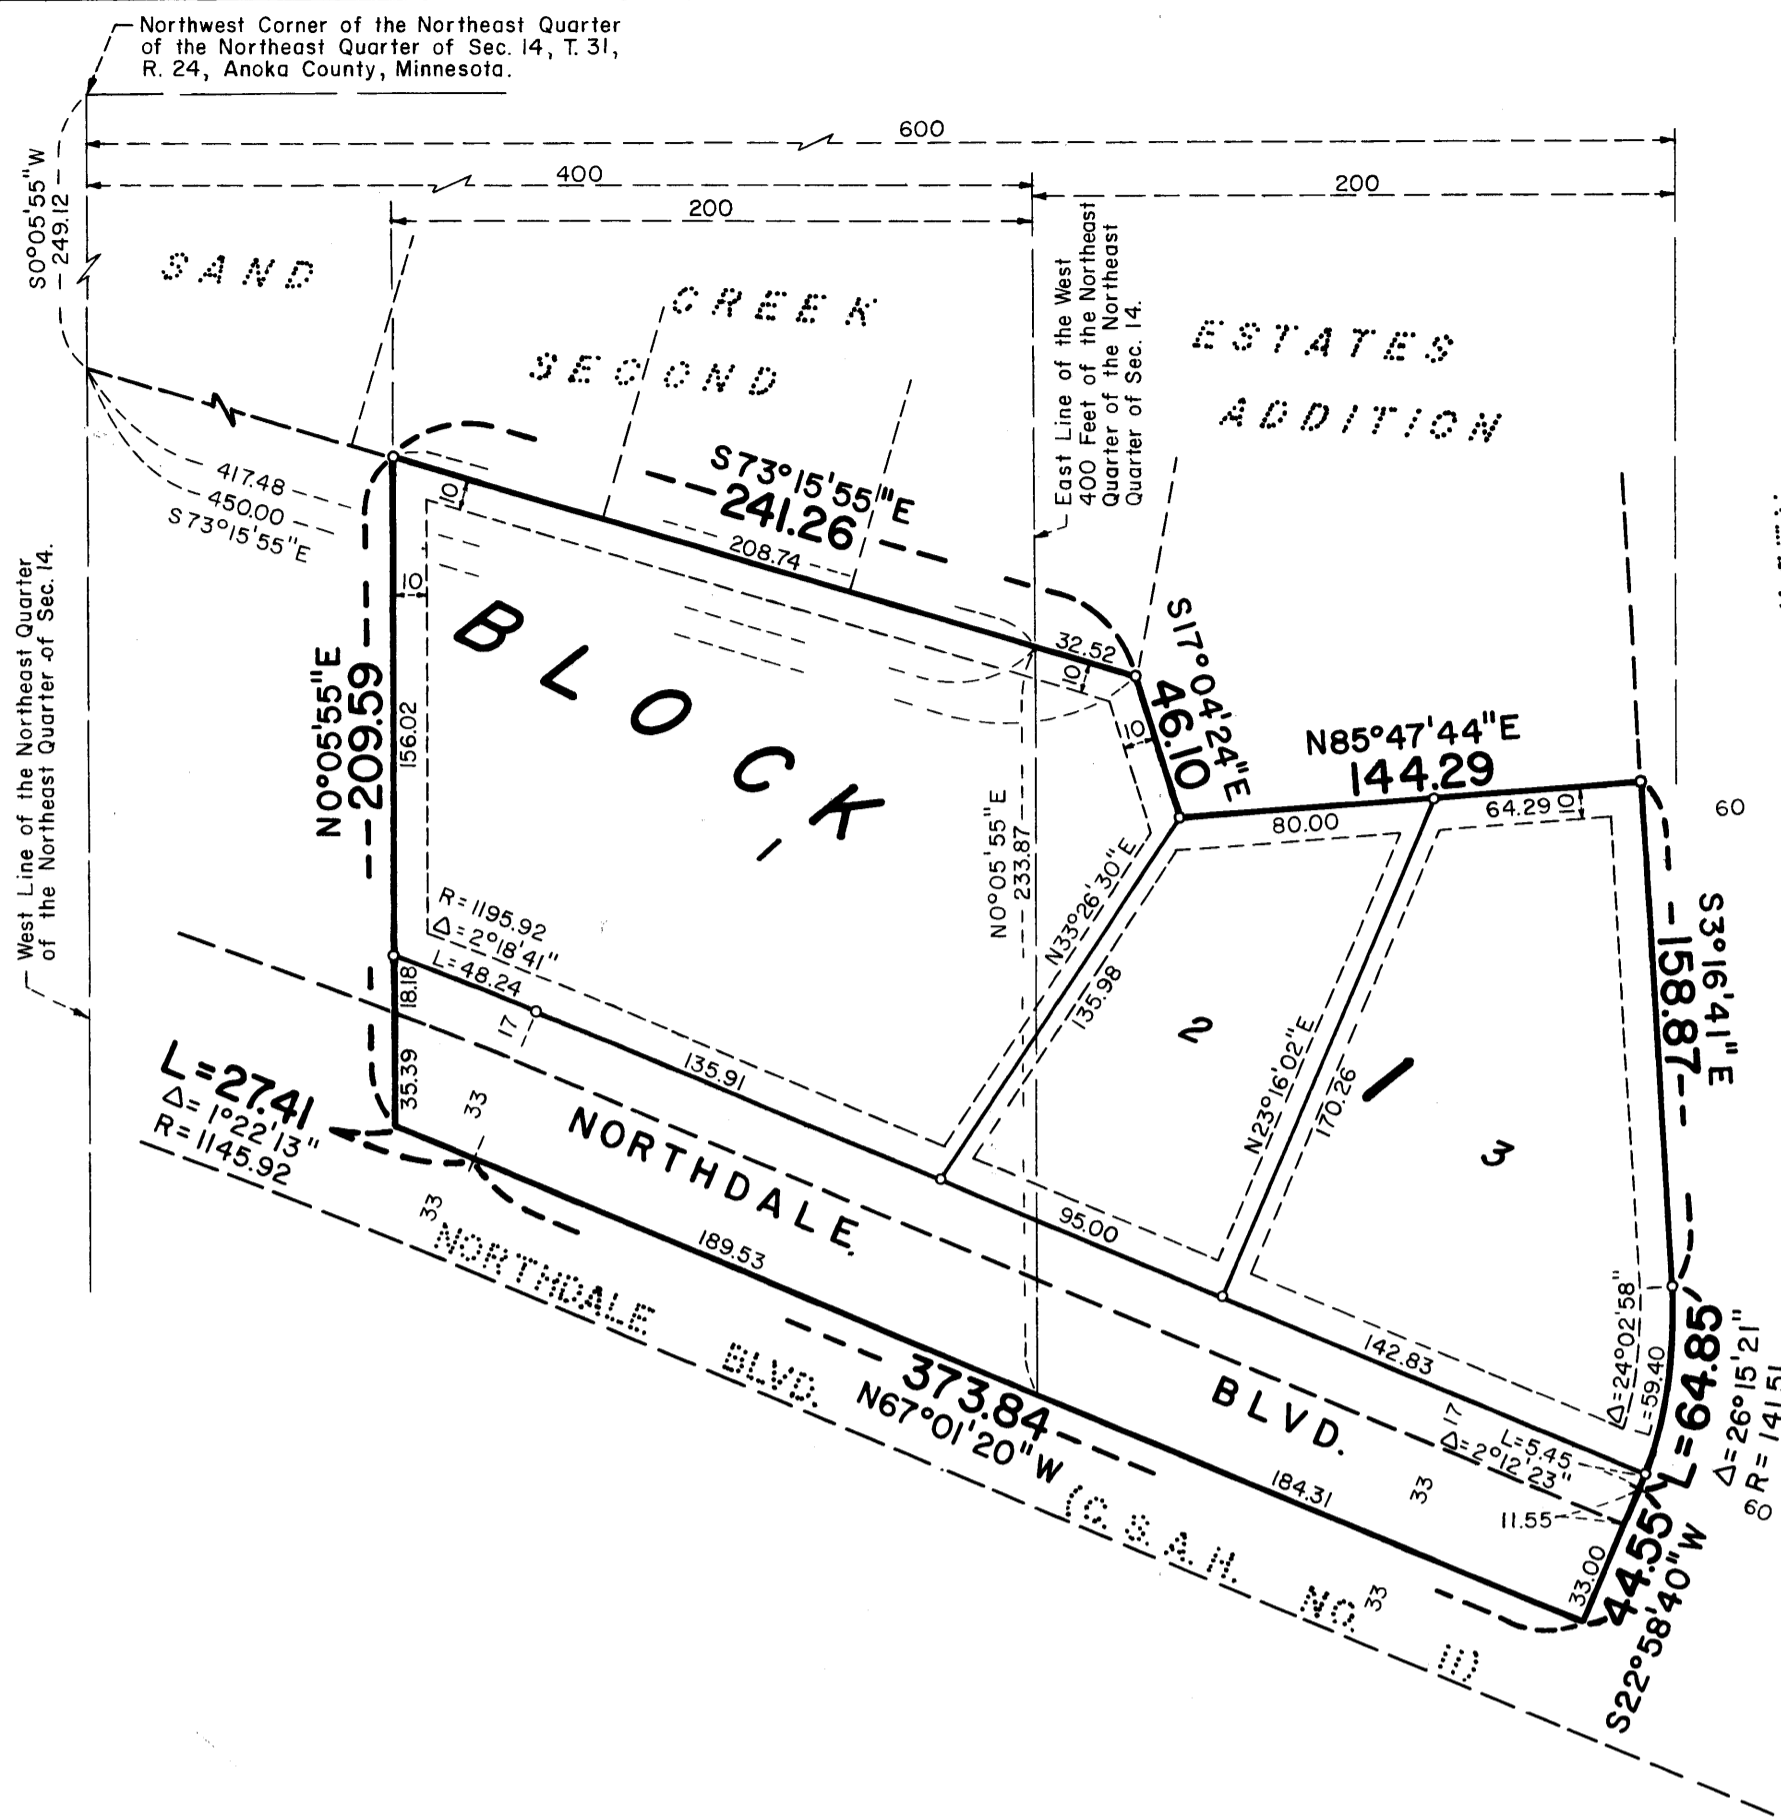 Northwest Corner of the Northeast Quarter
of the Northeast Quarter of Sec. 14, T. 31,
R. 24, Anoka County, Minnesota.
600
400
200
200
S0°05'55"W
249.12
SAND
CREEK
ESTATES
SECOND
ADDITION
East Line of the West
400 Feet of the Northeast
Quarter of the Northeast
Quarter of Sec. 14.
417.48
450.00
S73°15'55"E
S73°15'55"E
241.26
208.74
10
10
32.52
10
10
S17°04'24"E
46.10
West Line of the Northeast Quarter
of the Northeast Quarter of Sec. 14.
N0°05'55"E
209.59
156.02
BLOCK
1
N85°47'44"E
144.29
80.00
64.29
10
60
N0°05'55"E
233.87
N33°26'30"E
135.98
S3°16'41"E
158.87
R=1195.92
Δ=2°18'41"
L=48.24
18.18
17
2
N23°16'02"E
170.26
1
3
35.39
33
135.91
L=27.41
Δ=1°22'13"
R=1145.92
33
NORTHDALE
BLVD.
95.00
189.53
NORTHDALE
BLVD.
(C. S. A. H. NO. 11)
373.84
N67°01'20"W
142.83
Δ=24°02'58"
L=59.40
L=64.85
Δ=26°15'21"
R=141.51
60
17
L=5.45
Δ=2°12'23"
184.31
33
11.55
33.00
44.55
S22°58'40"W
33